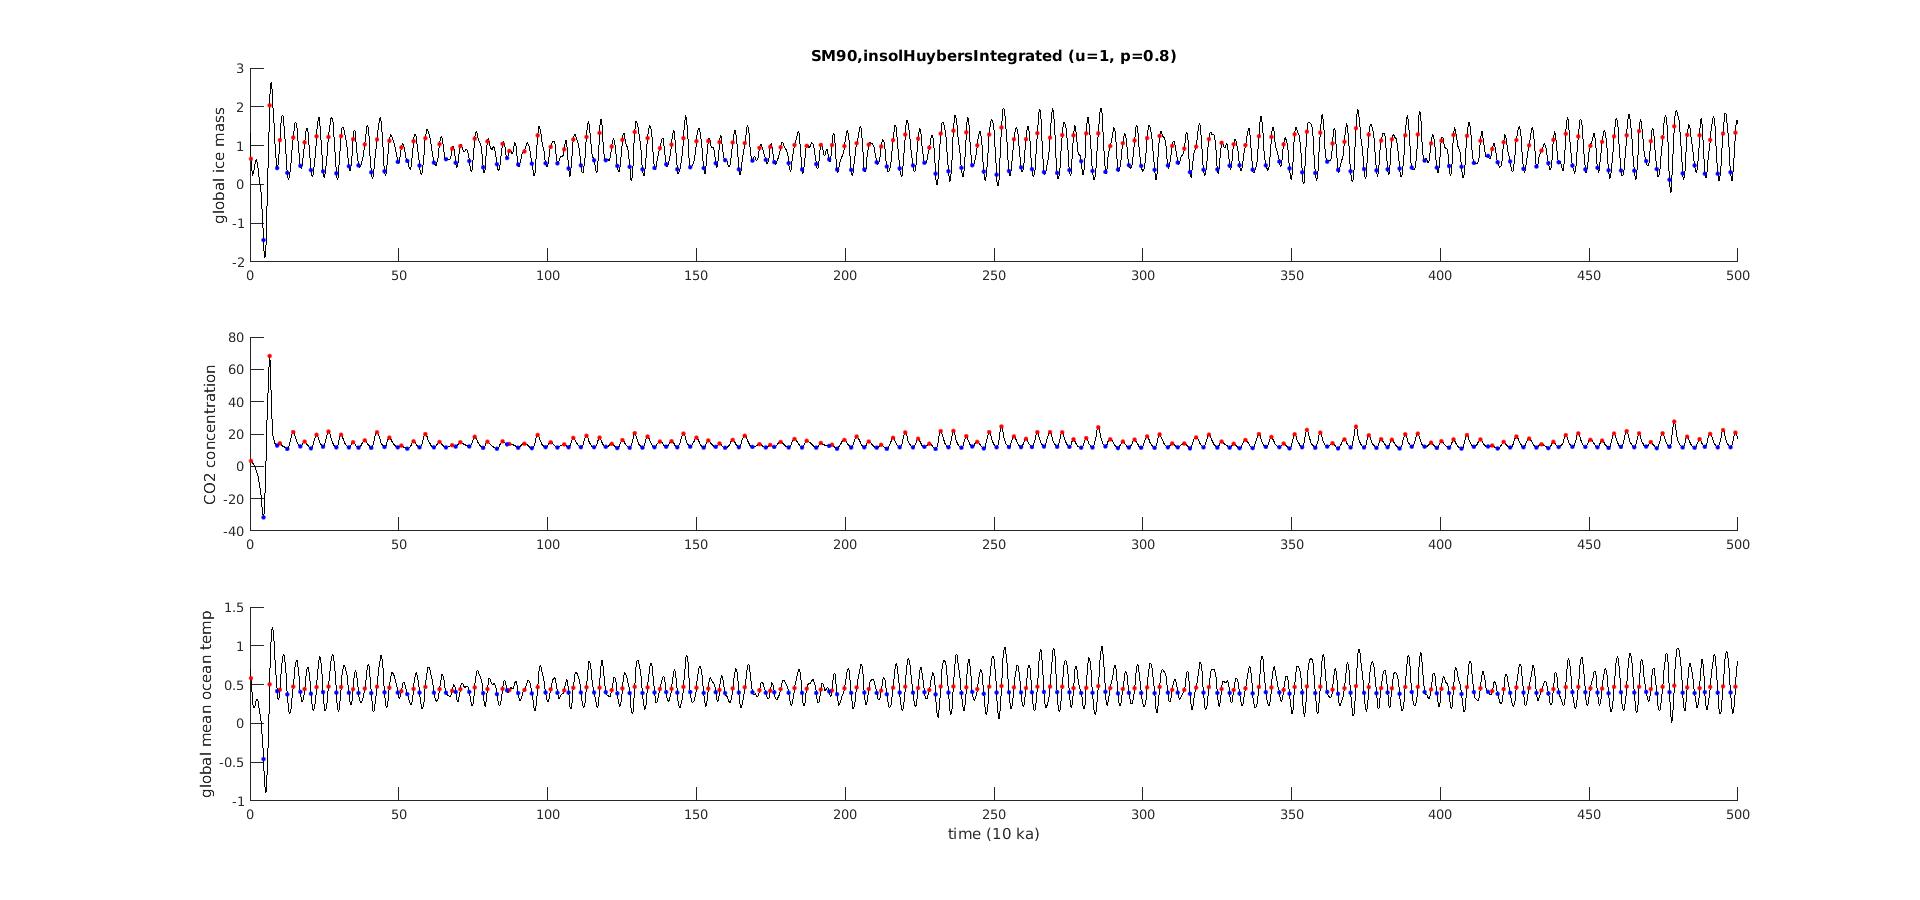 SM90,insolHuybersIntegrated (u=1, p=0.8)
global ice mass
3
2
1
0
-1
-2
0 50 100 150 200 250 300 350 400 450 500
CO2 concentration
80
60
40
20
0
-20
-40
0 50 100 150 200 250 300 350 400 450 500
global mean ocean temp
1.5
1
0.5
0
-0.5
-1
0 50 100 150 200 250 300 350 400 450 500
time (10 ka)